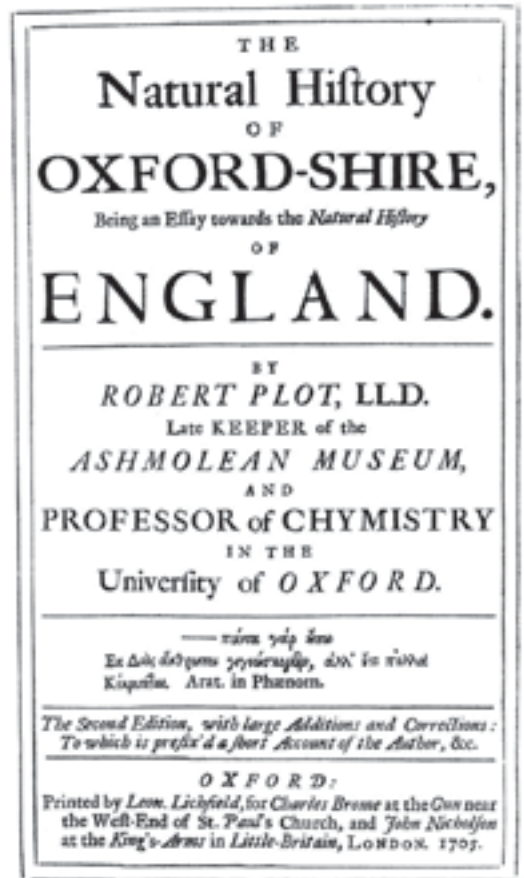 THE
Natural Hiſtory
OF
OXFORD-SHIRE,
Being an Eſſay towards the Natural Hiſtory
OF
ENGLAND.
BY
ROBERT PLOT, LL.D.
Late KEEPER of the
ASHMOLEAN MUSEUM,
AND
PROFESSOR of CHYMISTRY
IN THE
Univerſity of OXFORD.
γάρ
Ἐκ Διὸς
Arat. in Phænom.
The Second Edition, with large Additions and Corrections:
To which is prefix'd a ſhort Account of the Author, &c.
OXFORD:
Printed by Leon. Lichfield, for Charles Brome at the Gun near
the Weſt-End of St. Paul's Church, and John Nicholſon
at the King's-Arms in Little-Britain, LONDON. 1705.